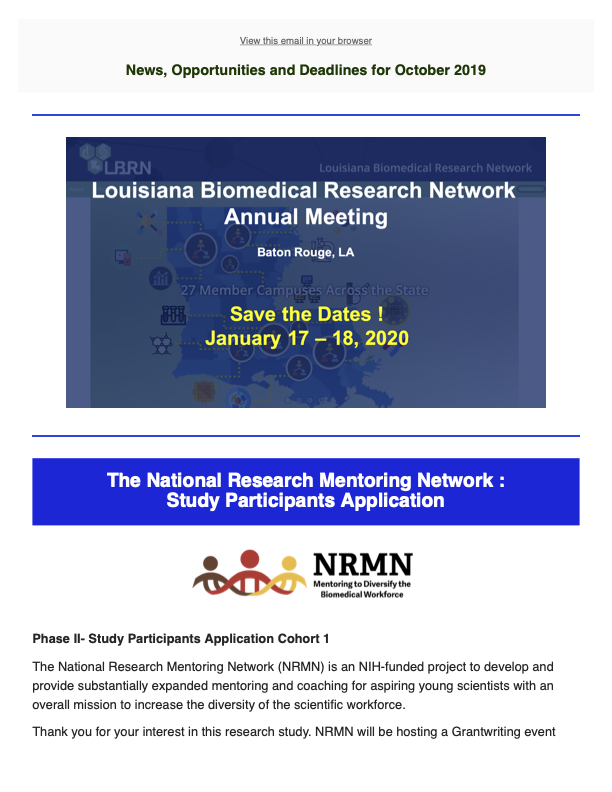 View this email in your browser
News, Opportunities and Deadlines for October 2019
LBRN
Louisiana Biomedical Research Network
Louisiana Biomedical Research Network
Annual Meeting
Baton Rouge, LA
27 Member Campuses Across the State
Save the Dates !
January 17 – 18, 2020
The National Research Mentoring Network :
Study Participants Application
NRMN
Mentoring to Diversify the
Biomedical Workforce
Phase II- Study Participants Application Cohort 1
The National Research Mentoring Network (NRMN) is an NIH-funded project to develop and
provide substantially expanded mentoring and coaching for aspiring young scientists with an
overall mission to increase the diversity of the scientific workforce.
Thank you for your interest in this research study. NRMN will be hosting a Grantwriting event